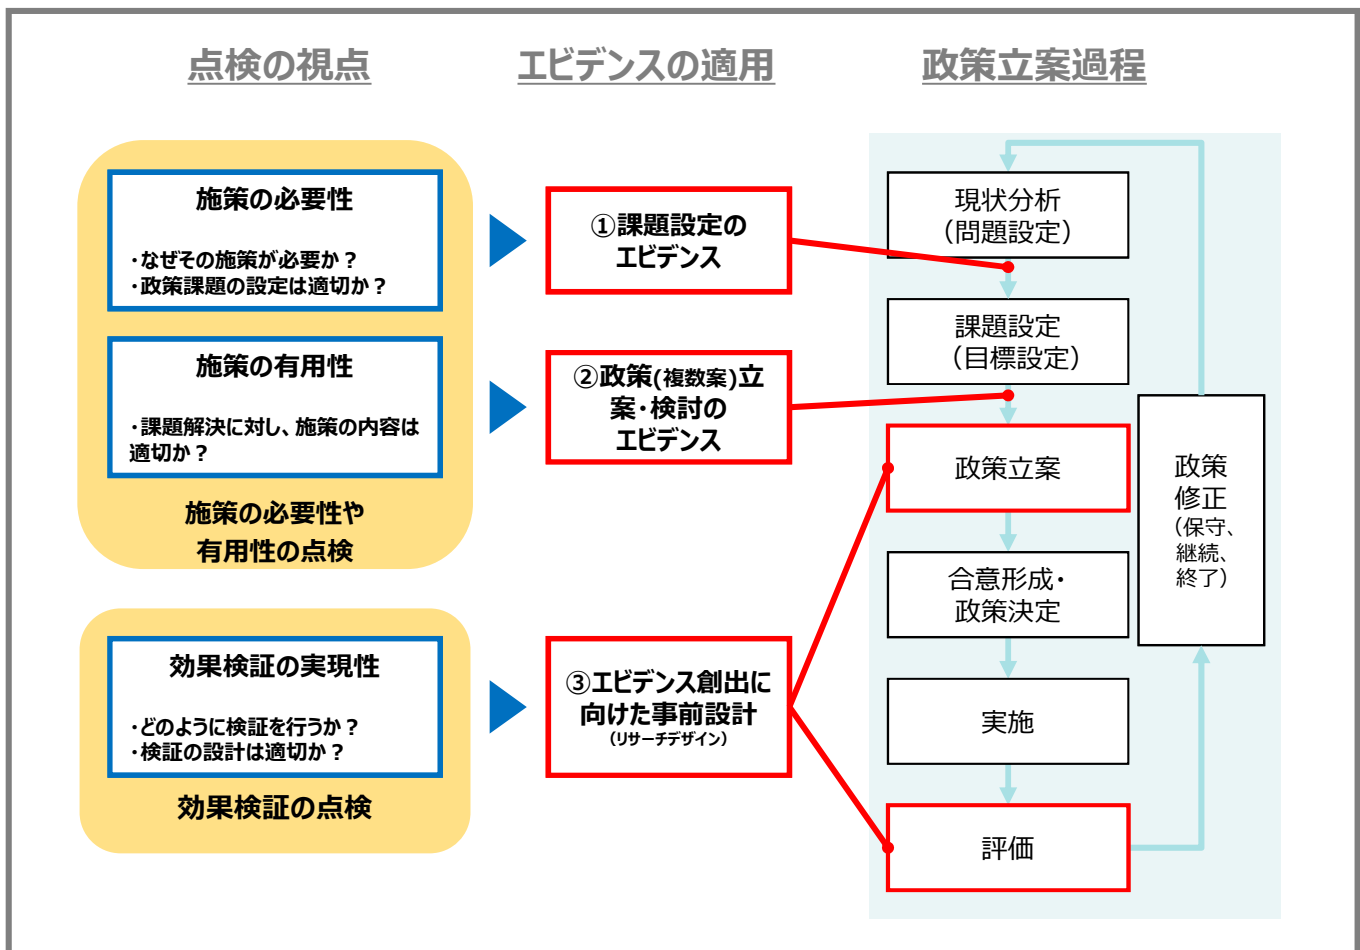 点検の視点
エビデンスの適用
政策立案過程
施策の必要性
・なぜその施策が必要か？
・政策課題の設定は適切か？
施策の有用性
・課題解決に対し、施策の内容は
適切か？
施策の必要性や
有用性の点検
効果検証の実現性
・どのように検証を行うか？
・検証の設計は適切か？
効果検証の点検
①課題設定の
エビデンス
②政策(複数案)立
案・検討の
エビデンス
③エビデンス創出に
向けた事前設計
（リサーチデザイン）
現状分析
（問題設定）
課題設定
（目標設定）
政策立案
合意形成・
政策決定
実施
評価
政策
修正
（保守、
継続、
終了）